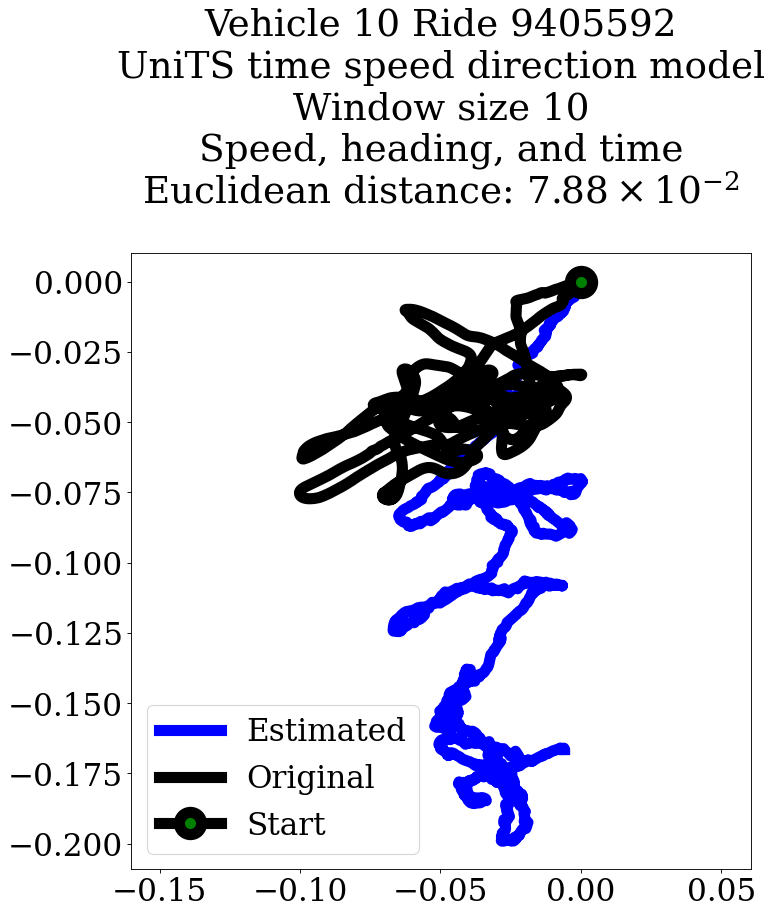 Vehicle 10 Ride 9405592
UniTS time speed direction model
Window size 10
Speed, heading, and time
Euclidean distance: $7.88 \times 10^{-2}$
0.000
−0.025
−0.050
−0.075
−0.100
−0.125
−0.150
−0.175
−0.200
Estimated
Original
Start
−0.15 −0.10 −0.05 0.00 0.05